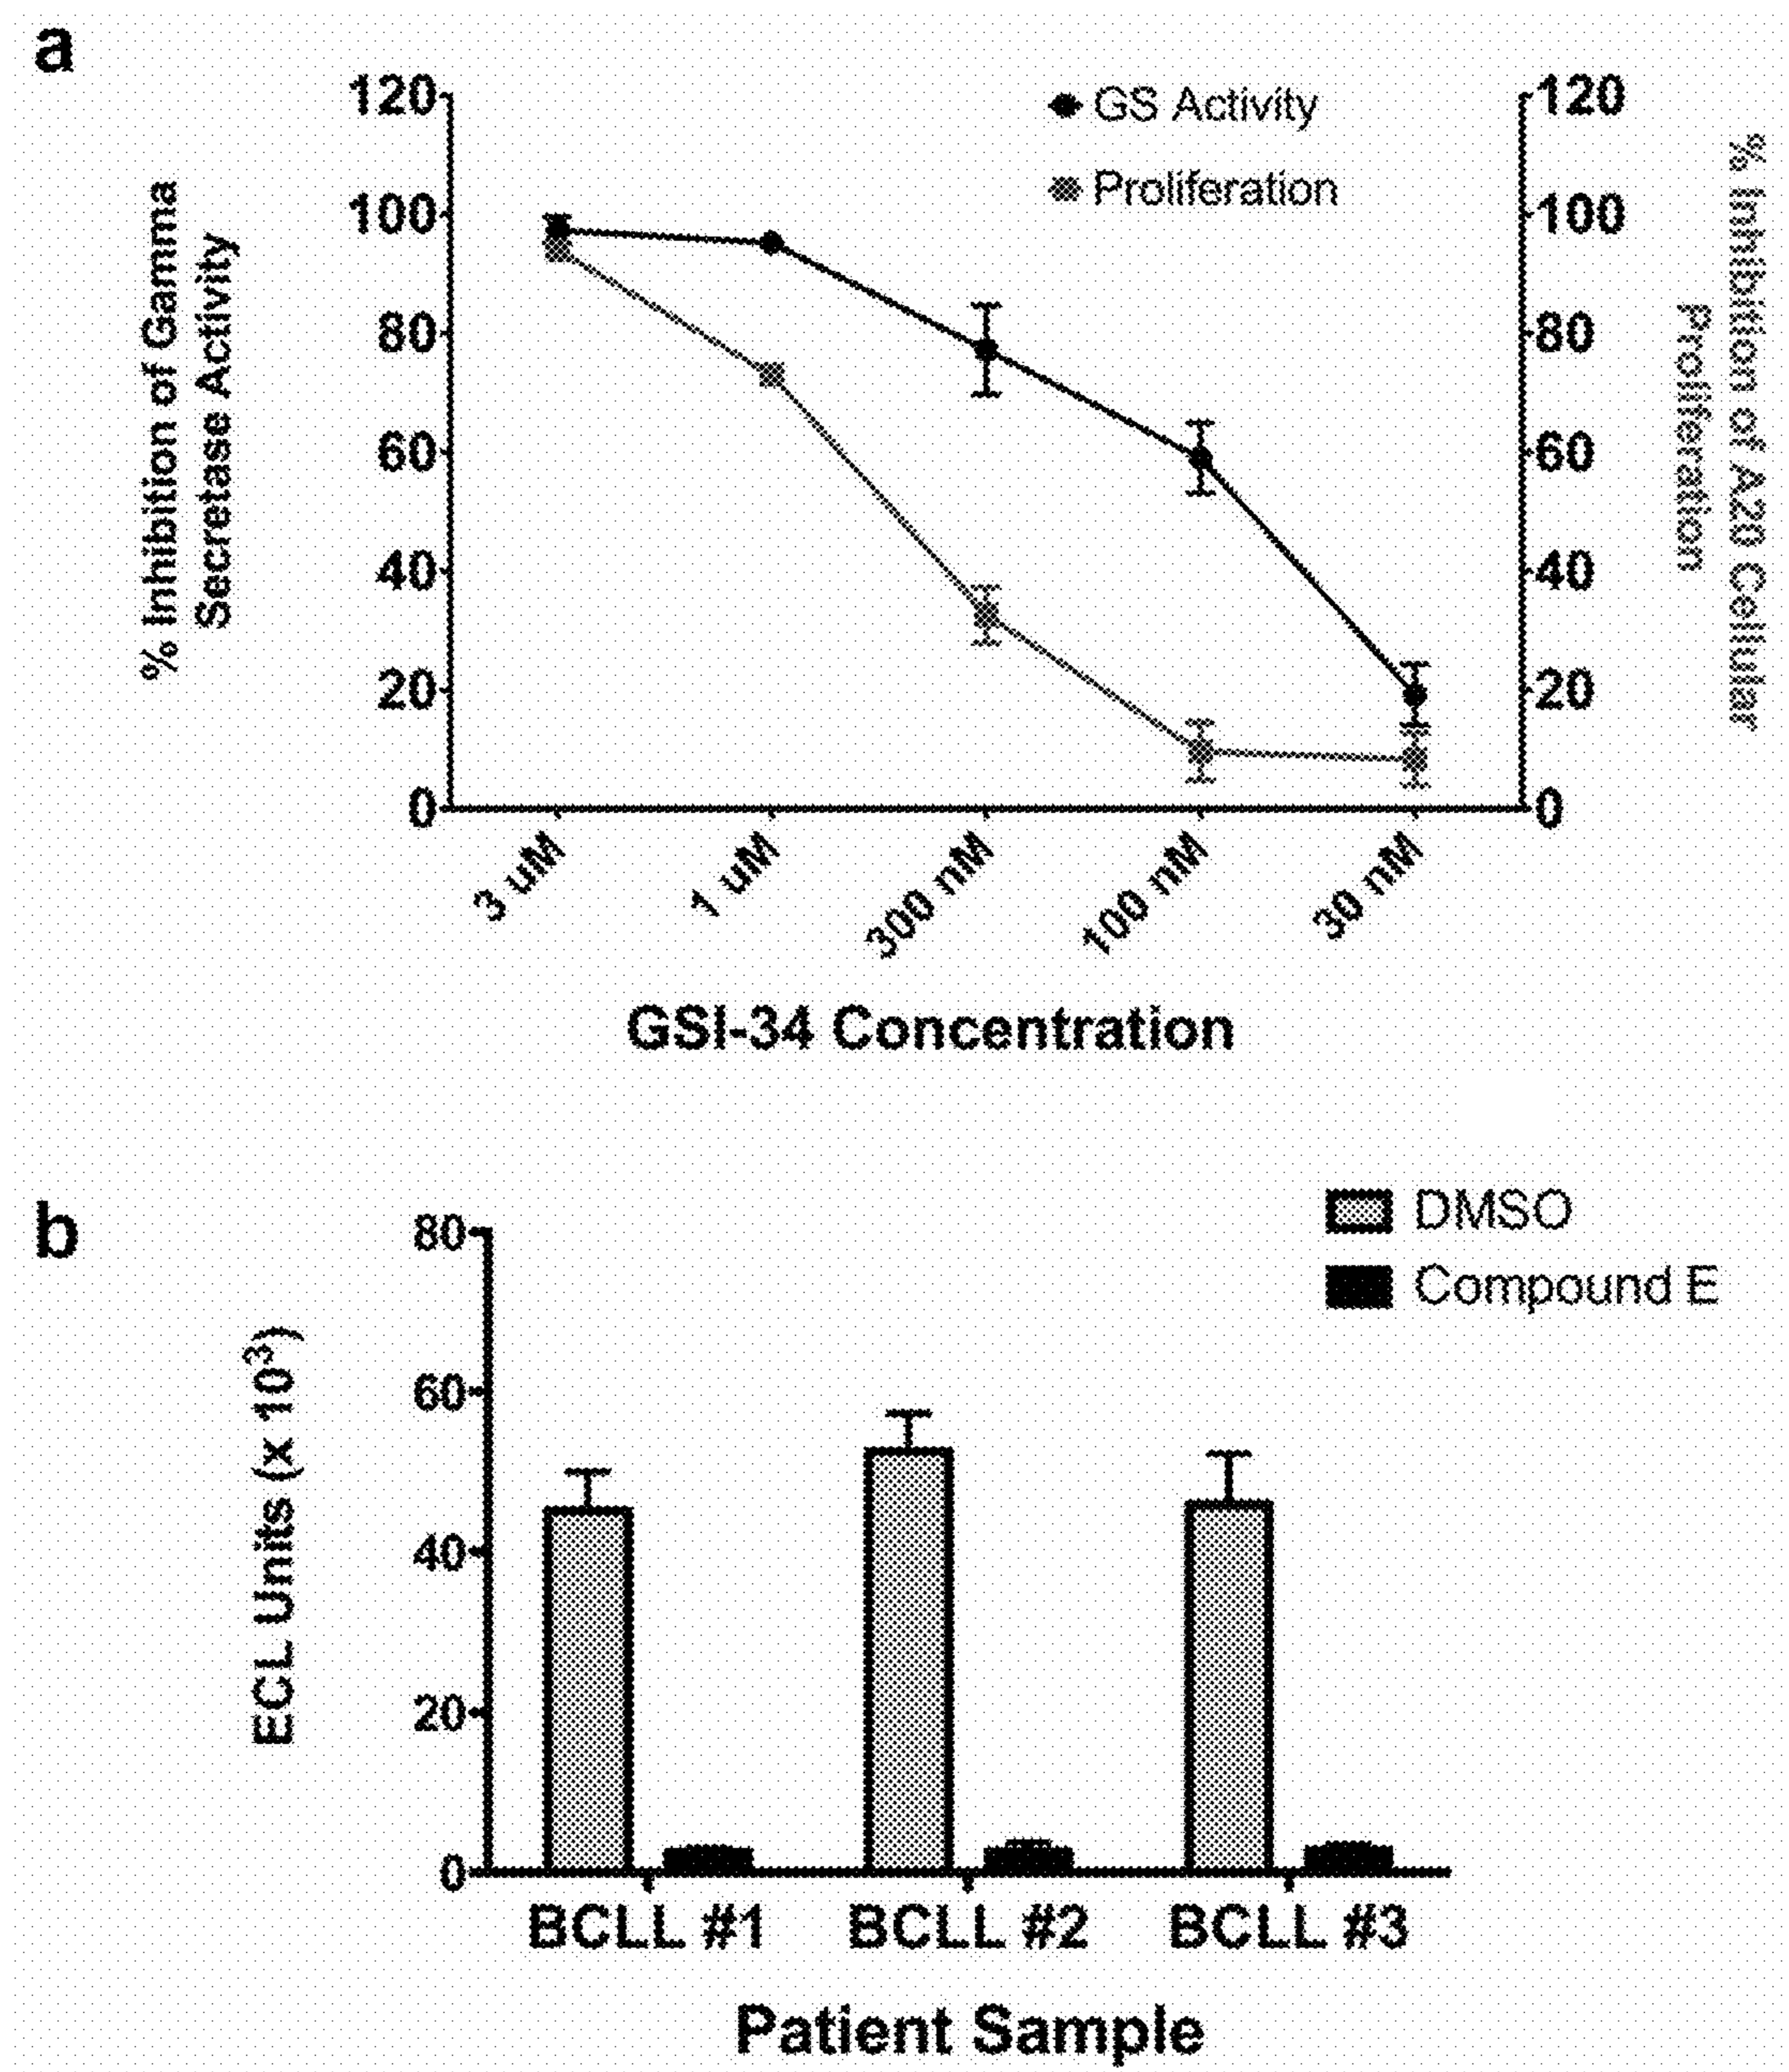 a
120
100
80
60
40
20
0
% Inhibition of Gamma
Secretase Activity
GS Activity
Proliferation
120
100
80
60
40
20
0
% Inhibition of A20 Cellular
Proliferation
3 uM
1 uM
300 nM
100 nM
30 nM
GSI-34 Concentration
b
DMSO
Compound E
80
60
40
20
0
ECL Units (x 10³)
BCLL #1
BCLL #2
BCLL #3
Patient Sample